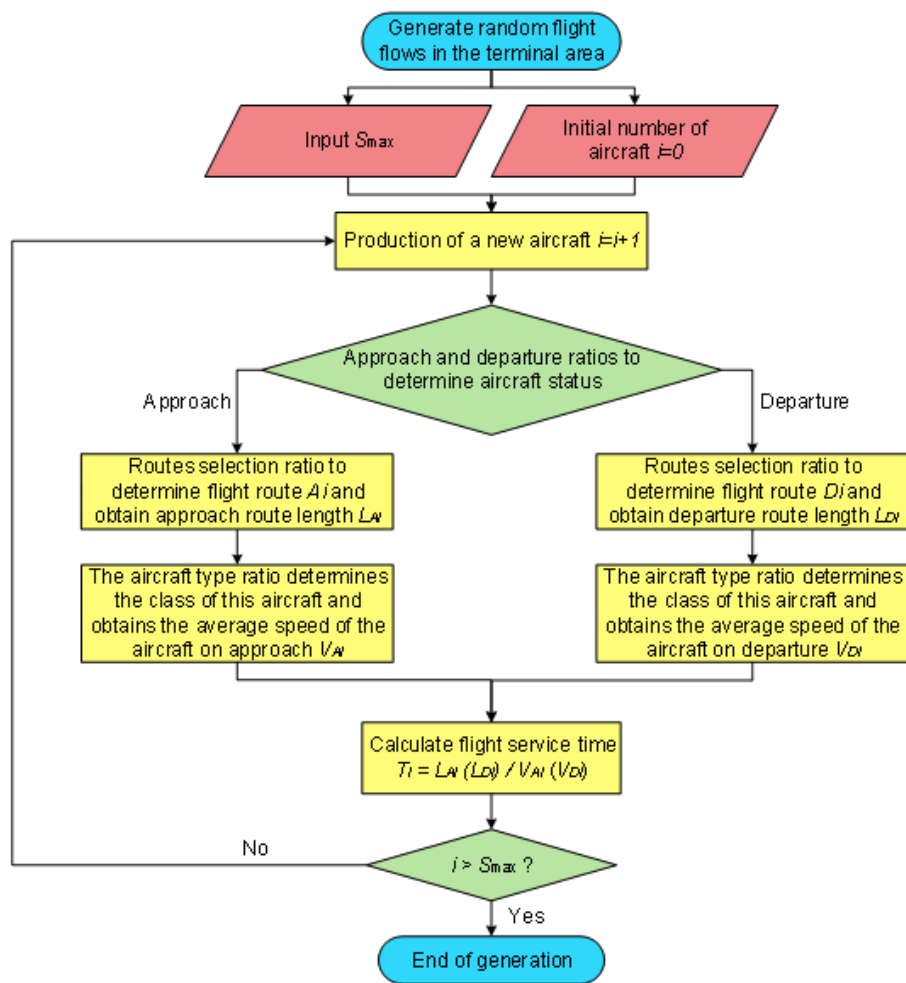 Generate random flight
flows in the terminal area
Input Smax
Initial number of
aircraft i=0
Production of a new aircraft i=i+1
Approach and departure ratios to
determine aircraft status
Approach
Departure
Routes selection ratio to
determine flight route Ai and
obtain approach route length LAi
Routes selection ratio to
determine flight route Di and
obtain departure route length LDi
The aircraft type ratio determines
the class of this aircraft and
obtains the average speed of the
aircraft on approach VAi
The aircraft type ratio determines
the class of this aircraft and
obtains the average speed of the
aircraft on departure VDi
Calculate flight service time
Ti = LAi (LDi) / VAi (VDi)
No
i > Smax ?
Yes
End of generation